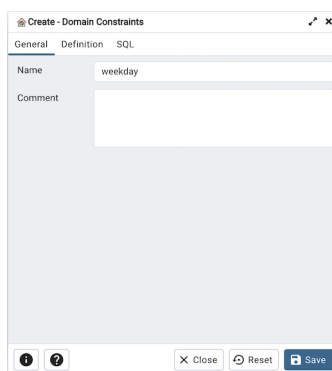 Create - Domain Constraints
General Definition SQL
Name weekday
Comment
Close Reset Save